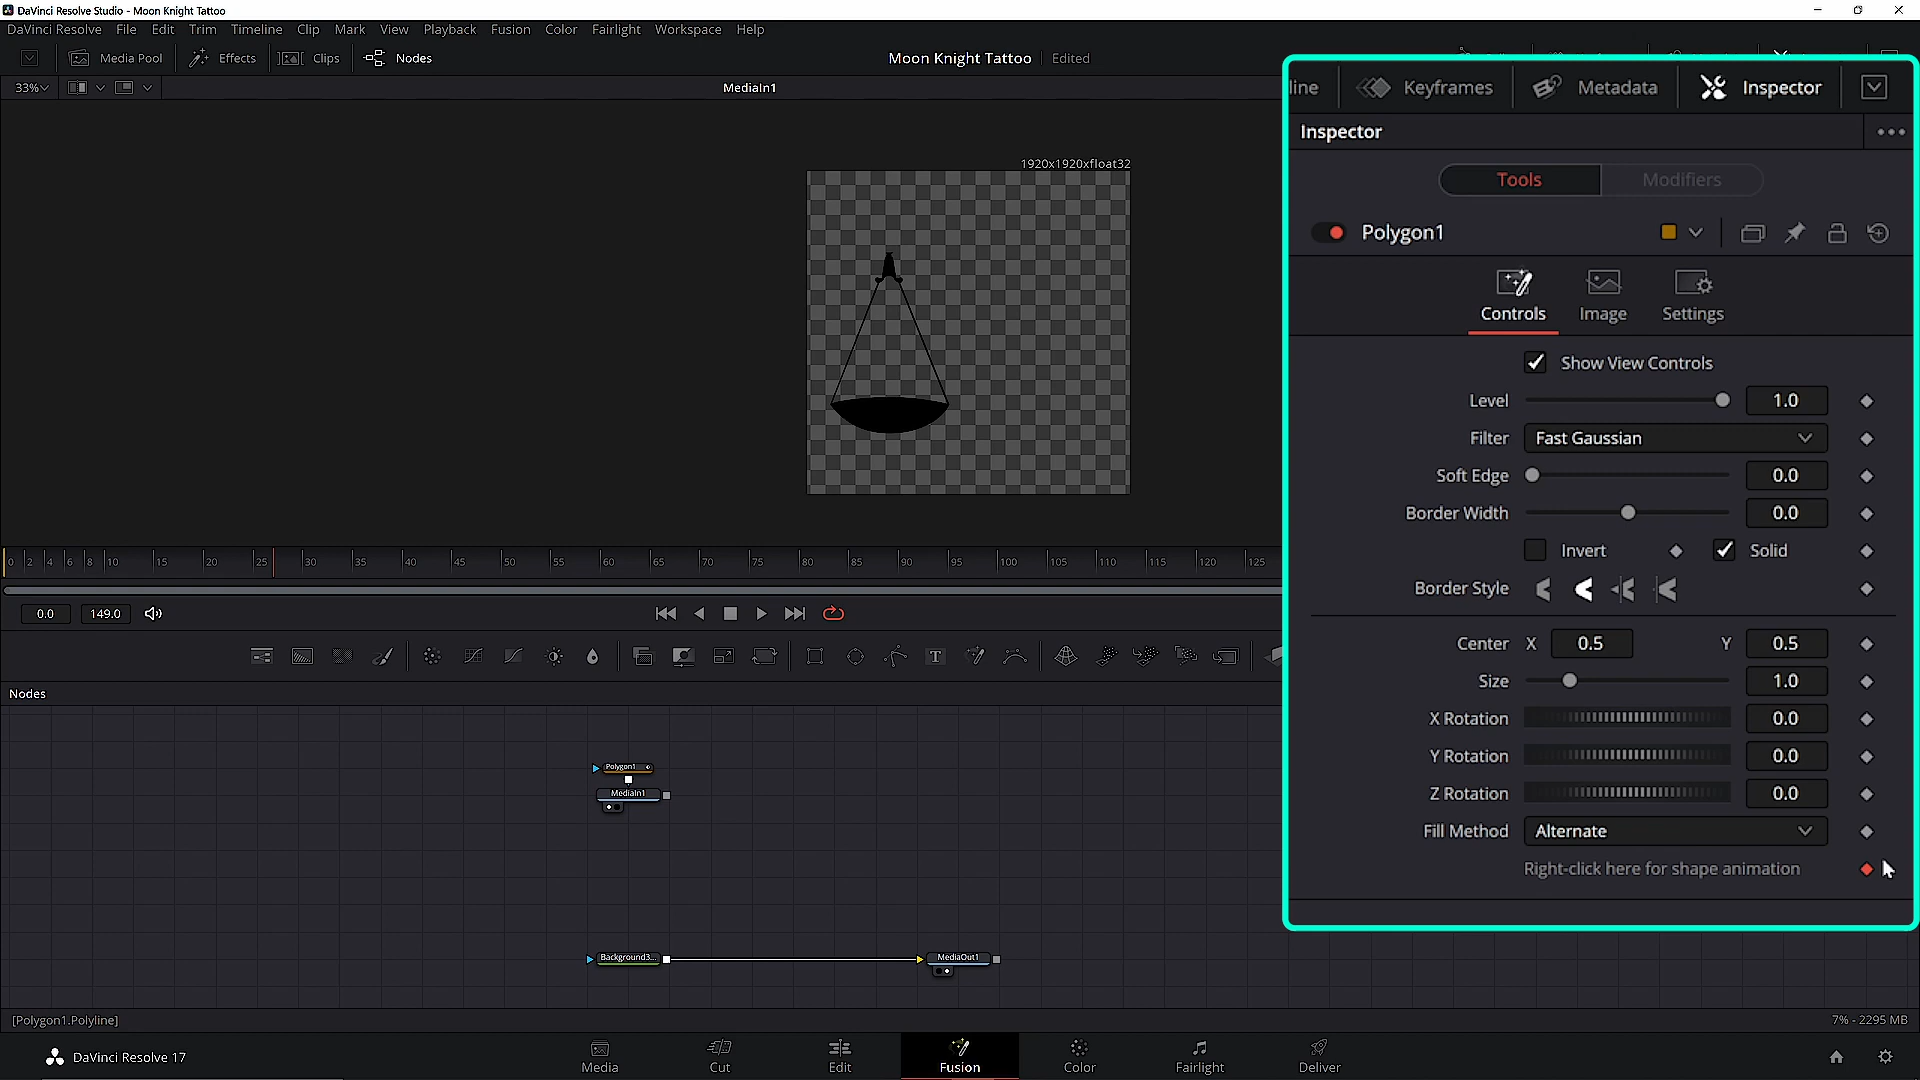 DaVinci Resolve Studio - Moon Knight Tattoo
DaVinci Resolve File Edit Trim Timeline Clip Mark View Playback Fusion Color Fairlight Workspace Help
Media Pool Effects Clips Nodes
Moon Knight Tattoo Edited
33%
MediaIn1
1920x1920xfloat32
0 2 4 6 8 10 15 20 25 30 35 40 45 50 55 60 65 70 75 80 85 90 95 100 105 110 115 120 125
0.0 149.0
T
Nodes
Polygon1
MediaIn1
Background3...
MediaOut1
[Polygon1.Polyline]
7% - 2295 MB
DaVinci Resolve 17
Media Cut Edit Fusion Color Fairlight Deliver
line Keyframes Metadata Inspector
Inspector
Tools Modifiers
Polygon1
Controls Image Settings
Show View Controls
Level 1.0
Filter Fast Gaussian
Soft Edge 0.0
Border Width 0.0
Invert Solid
Border Style
Center X 0.5 Y 0.5
Size 1.0
X Rotation 0.0
Y Rotation 0.0
Z Rotation 0.0
Fill Method Alternate
Right-click here for shape animation